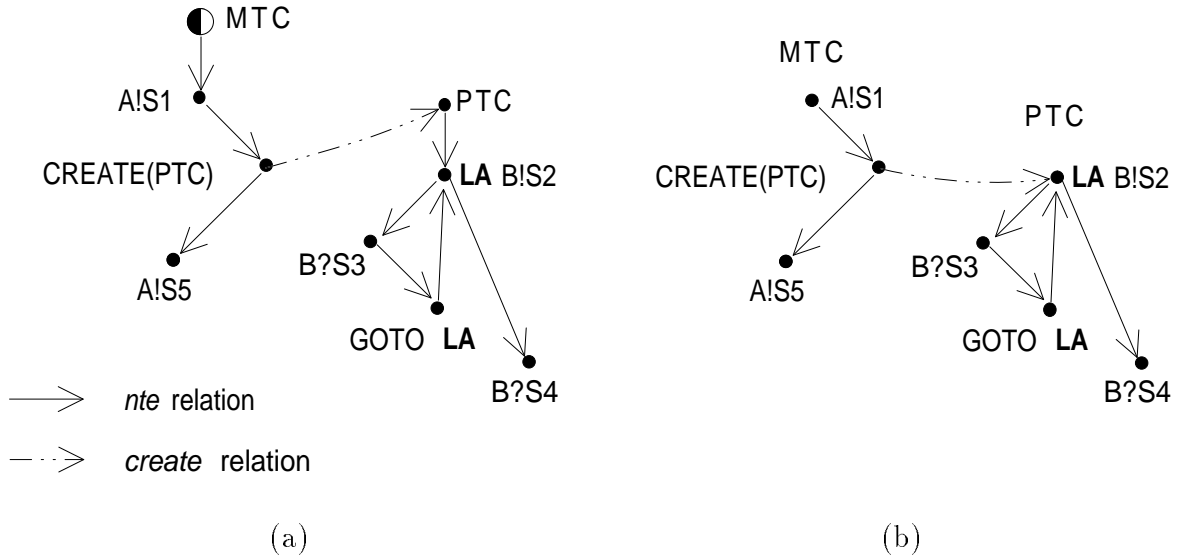 MTC
A!S1
CREATE(PTC)
A!S5
PTC
LA B!S2
B?S3
GOTO LA
B?S4
nte relation
create relation
(a)
MTC
A!S1
CREATE(PTC)
A!S5
PTC
LA B!S2
B?S3
GOTO LA
B?S4
(b)